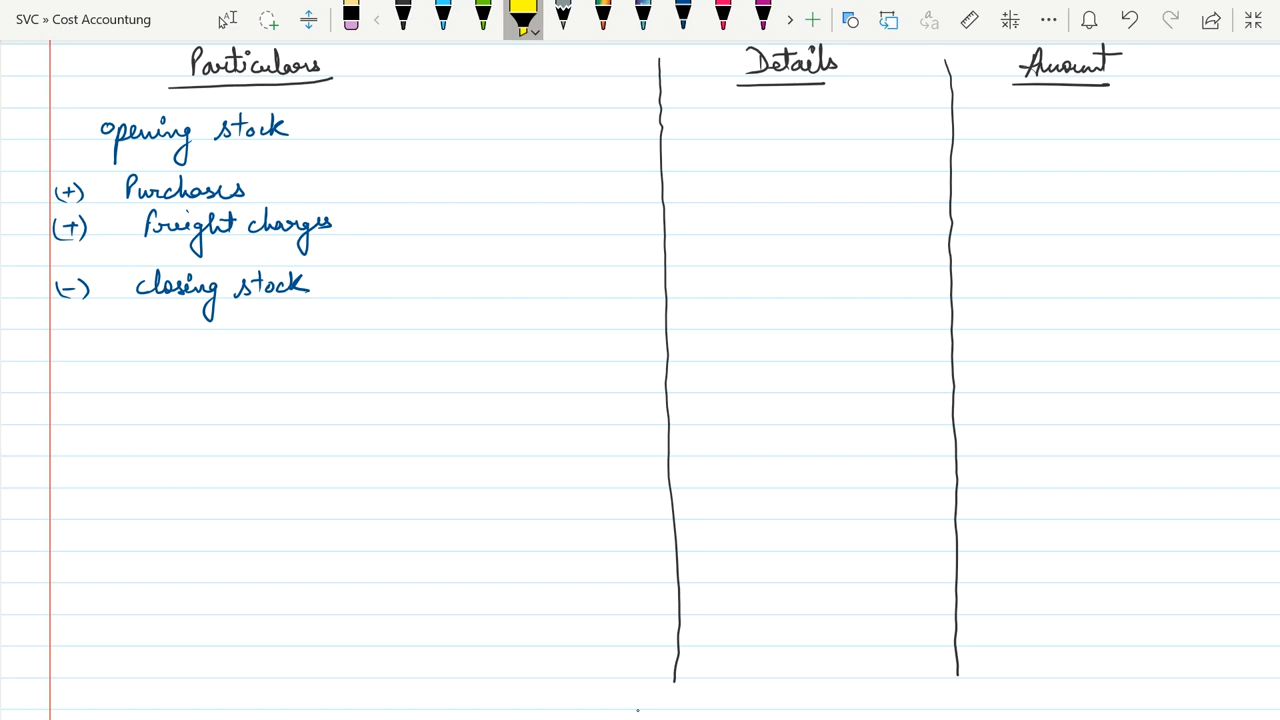 SVC » Cost Accountung
Particulars Details Amount
opening stock
(+) Purchases
(+) freight charges
(-) closing stock